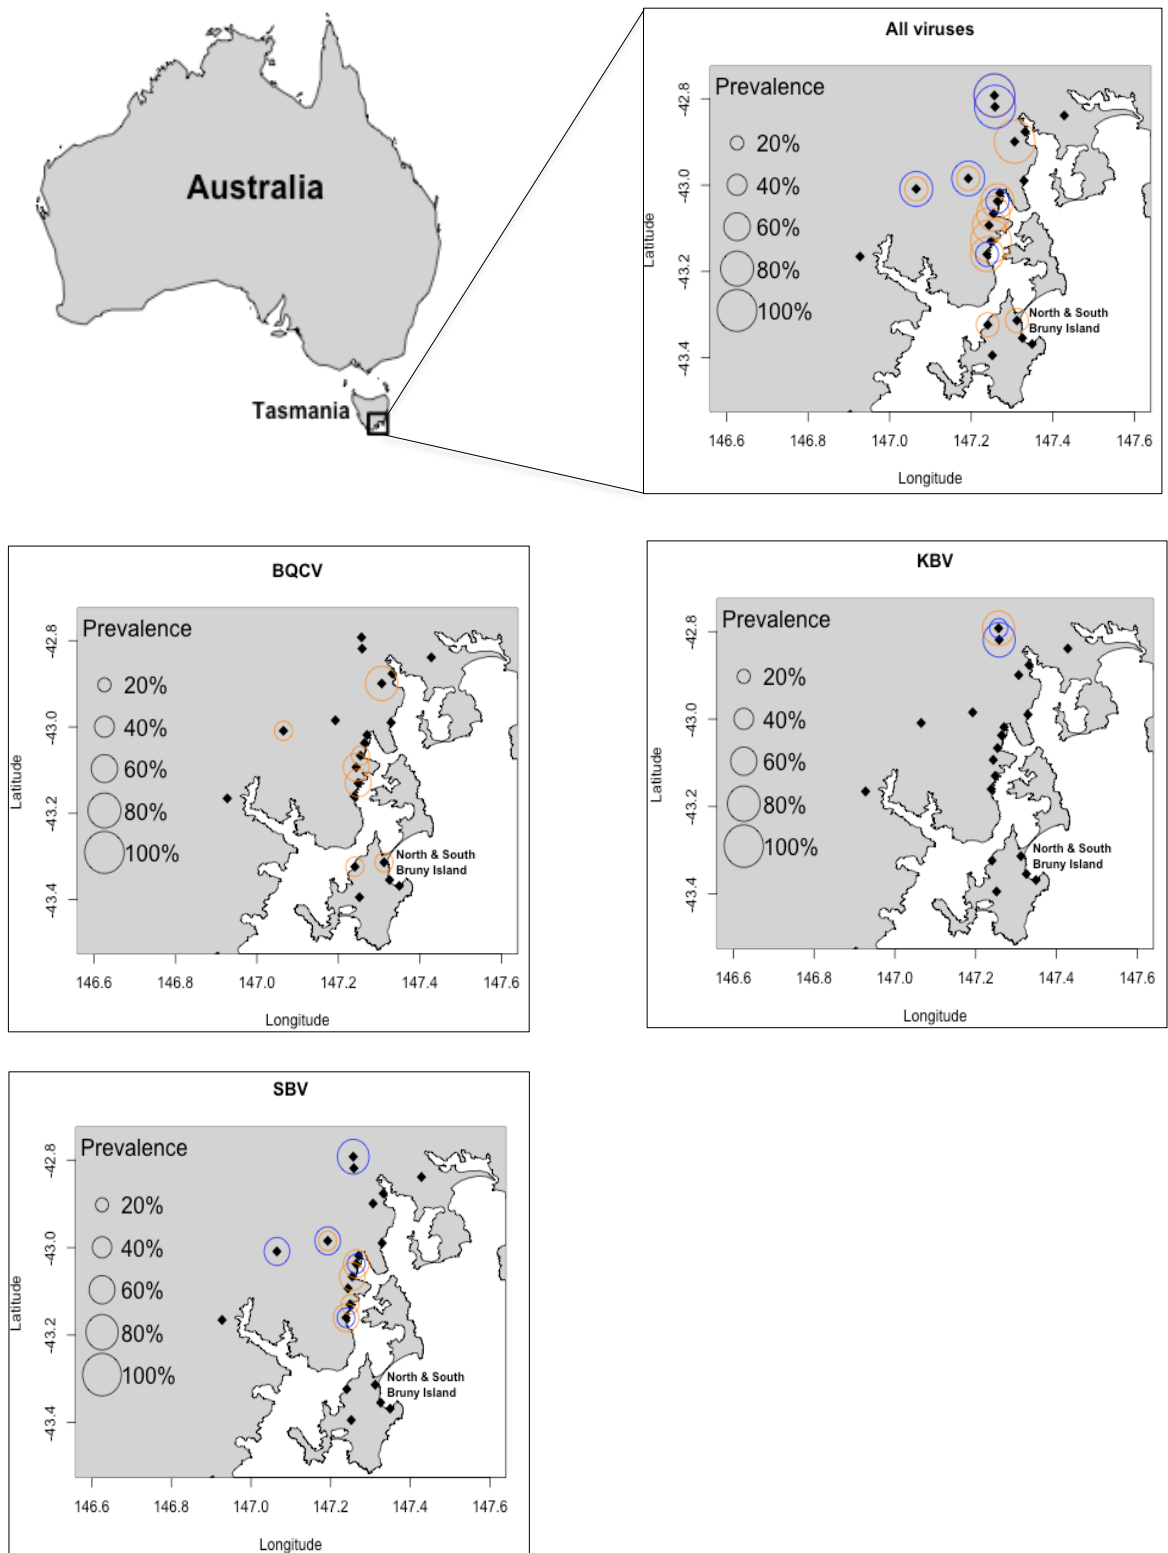 Australia
Tasmania
All viruses
Prevalence
20%
40%
60%
80%
100%
North & South
Bruny Island
Latitude
-42.8
-43.0
-43.2
-43.4
146.6
146.8
147.0
147.2
147.4
147.6
Longitude
BQCV
Prevalence
20%
40%
60%
80%
100%
North & South
Bruny Island
Latitude
-42.8
-43.0
-43.2
-43.4
146.6
146.8
147.0
147.2
147.4
147.6
Longitude
KBV
Prevalence
20%
40%
60%
80%
100%
North & South
Bruny Island
Latitude
-42.8
-43.0
-43.2
-43.4
146.6
146.8
147.0
147.2
147.4
147.6
Longitude
SBV
Prevalence
20%
40%
60%
80%
100%
North & South
Bruny Island
Latitude
-42.8
-43.0
-43.2
-43.4
146.6
146.8
147.0
147.2
147.4
147.6
Longitude